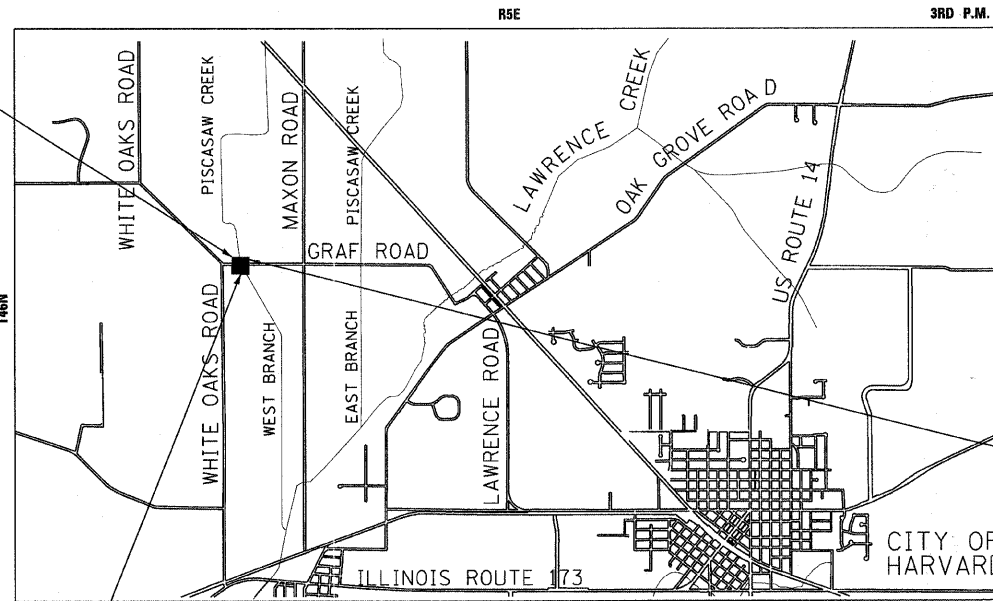 R5E
3RD P.M.
WHITE OAKS ROAD
PISCASAW CREEK
MAXON ROAD
PISCASAW CREEK
LAWRENCE CREEK
OAK GROVE ROAD
US ROUTE 14
GRAF ROAD
T46N
WHITE OAKS ROAD
WEST BRANCH
EAST BRANCH
LAWRENCE ROAD
CITY OF
HARVARD
ILLINOIS ROUTE 173